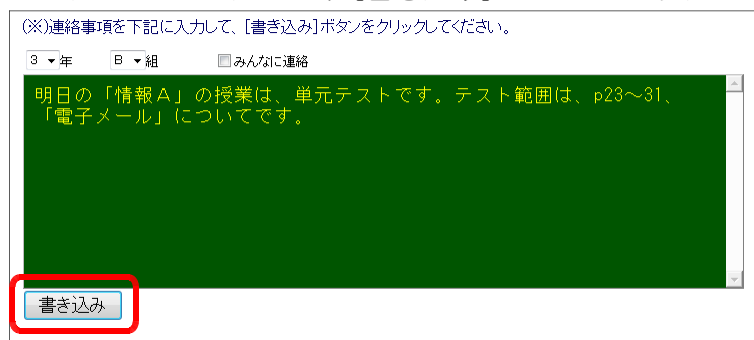 (※)連絡事項を下記に入力して、[書き込み]ボタンをクリックしてください。
3 年 B 組 みんなに連絡
明日の「情報A」の授業は、単元テストです。テスト範囲は、p23~31、
「電子メール」についてです。
書き込み